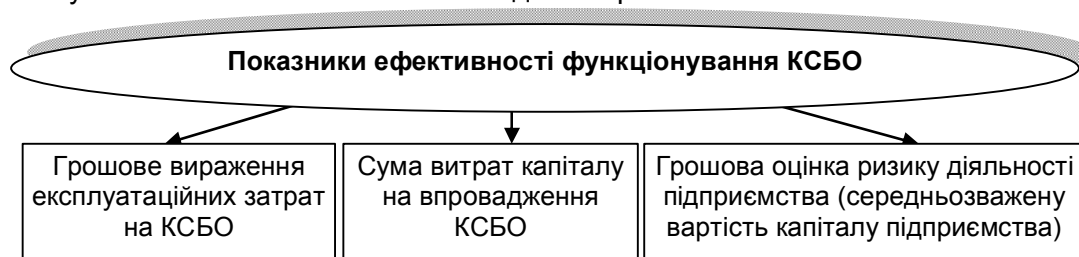 Показники ефективності функціонування КСБО
Грошове вираження
експлуатаційних затрат
на КСБО
Сума витрат капіталу
на впровадження
КСБО
Грошова оцінка ризику діяльності
підприємства (середньозважену
вартість капіталу підприємства)